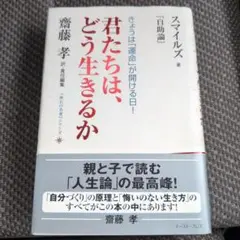 スマイルズ 著
『自助論』
きょうは「運命」が開ける日!
君たちは、
どう生きるか
齋藤 孝
訳・責任編集
親と子で読む
「人生論」の最高峰!
「自分づくり」の原理と「悔いのない生き方」の
すべてがこの本の中にあります!
齋藤 孝